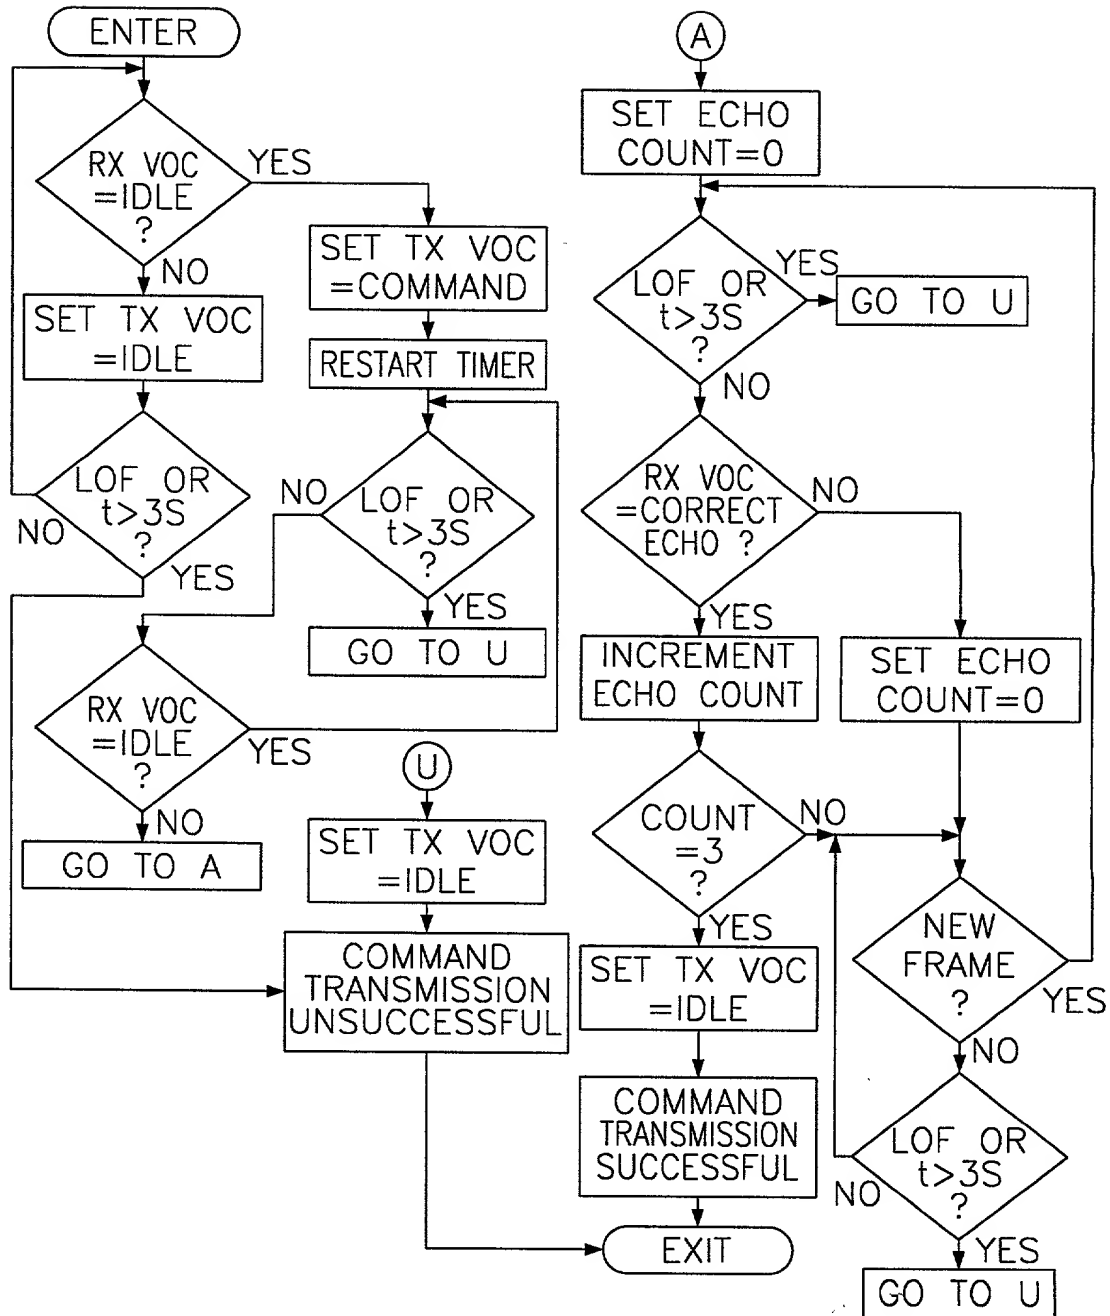 ENTER
RX VOC
=IDLE
?
YES
NO
SET TX VOC
=IDLE
LOF OR
t>3S
?
NO
YES
SET TX VOC
=COMMAND
RESTART TIMER
LOF OR
t>3S
?
NO
YES
GO TO U
RX VOC
=IDLE
?
YES
NO
GO TO A
U
SET TX VOC
=IDLE
COMMAND
TRANSMISSION
UNSUCCESSFUL
A
SET ECHO
COUNT=0
LOF OR
t>3S
?
YES
GO TO U
NO
RX VOC
=CORRECT
ECHO ?
NO
YES
INCREMENT
ECHO COUNT
SET ECHO
COUNT=0
COUNT
=3
?
NO
YES
SET TX VOC
=IDLE
COMMAND
TRANSMISSION
SUCCESSFUL
EXIT
NEW
FRAME
?
YES
NO
LOF OR
t>3S
?
NO
YES
GO TO U